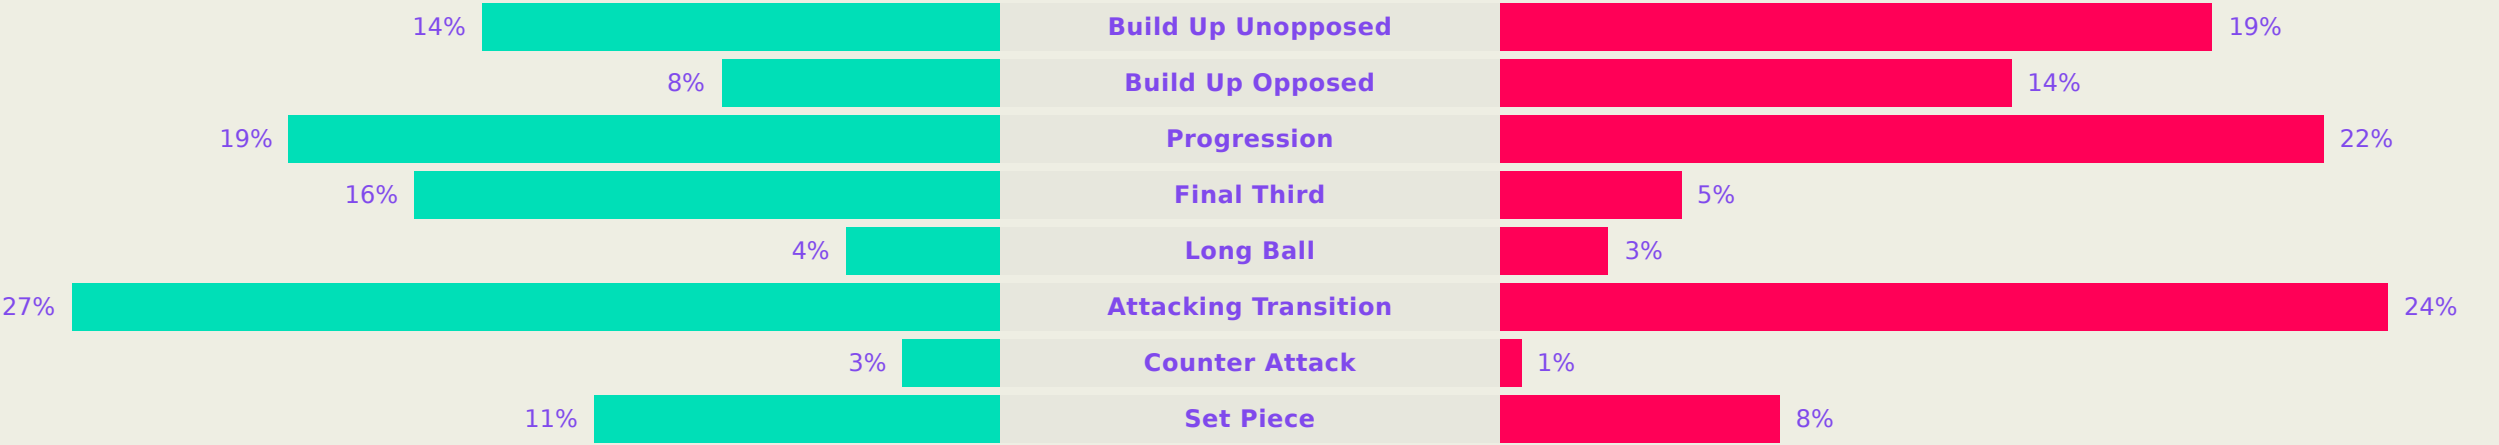 14% Build Up Unopposed 19%
8% Build Up Opposed 14%
19% Progression 22%
16% Final Third 5%
4% Long Ball 3%
27% Attacking Transition 24%
3% Counter Attack 1%
11% Set Piece 8%